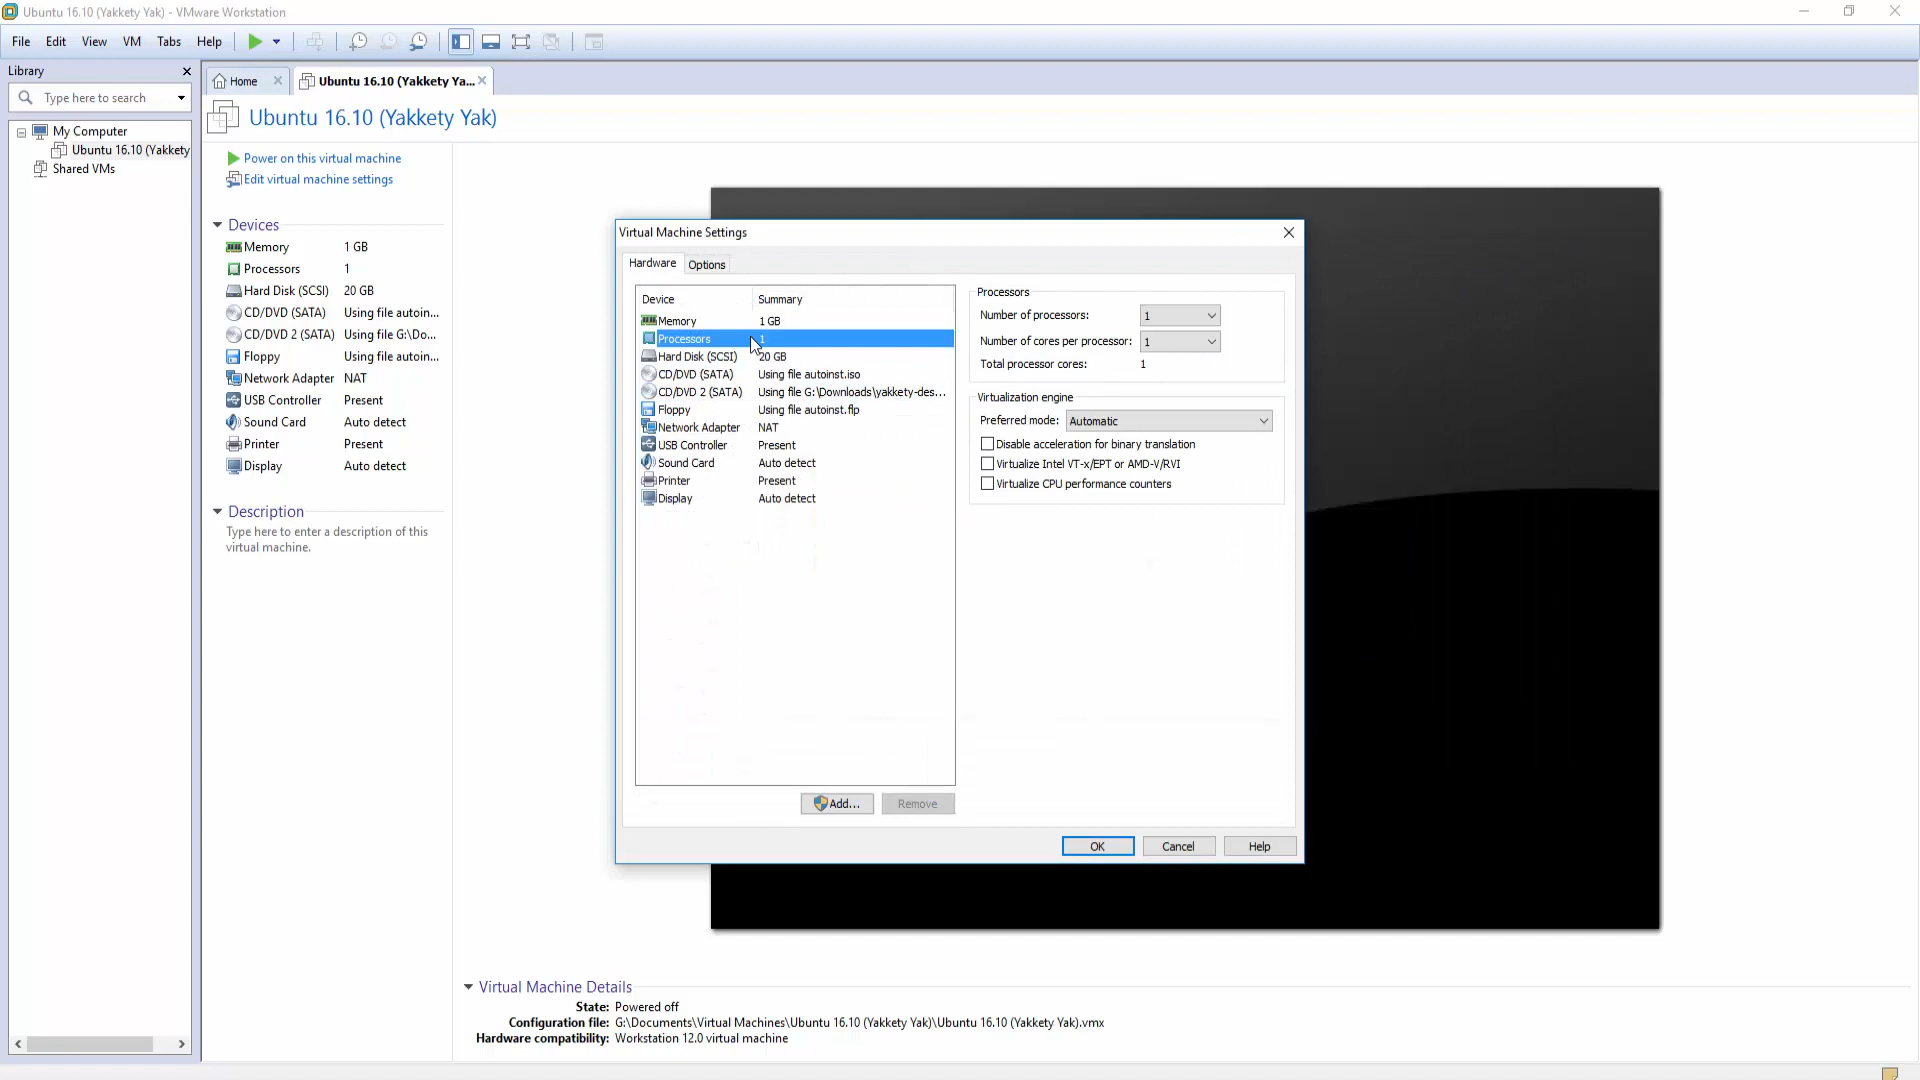 Ubuntu 16.10 (Yakkety Yak) - VMware Workstation
File Edit View VM Tabs Help
Library
Type here to search
My Computer
Ubuntu 16.10 (Yakkety
Shared VMs
Home
Ubuntu 16.10 (Yakkety Ya...
Ubuntu 16.10 (Yakkety Yak)
Power on this virtual machine
Edit virtual machine settings
Devices
Memory 1 GB
Processors 1
Hard Disk (SCSI) 20 GB
CD/DVD (SATA) Using file autoin...
CD/DVD 2 (SATA) Using file G:\Do...
Floppy Using file autoin...
Network Adapter NAT
USB Controller Present
Sound Card Auto detect
Printer Present
Display Auto detect
Description
Type here to enter a description of this
virtual machine.
Virtual Machine Settings
Hardware Options
Device Summary
Memory 1 GB
Processors 1
Hard Disk (SCSI) 20 GB
CD/DVD (SATA) Using file autoinst.iso
CD/DVD 2 (SATA) Using file G:\Downloads\yakkety-des...
Floppy Using file autoinst.flp
Network Adapter NAT
USB Controller Present
Sound Card Auto detect
Printer Present
Display Auto detect
Add... Remove
Processors
Number of processors: 1
Number of cores per processor: 1
Total processor cores: 1
Virtualization engine
Preferred mode: Automatic
Disable acceleration for binary translation
Virtualize Intel VT-x/EPT or AMD-V/RVI
Virtualize CPU performance counters
OK Cancel Help
Virtual Machine Details
State: Powered off
Configuration file: G:\Documents\Virtual Machines\Ubuntu 16.10 (Yakkety Yak)\Ubuntu 16.10 (Yakkety Yak).vmx
Hardware compatibility: Workstation 12.0 virtual machine